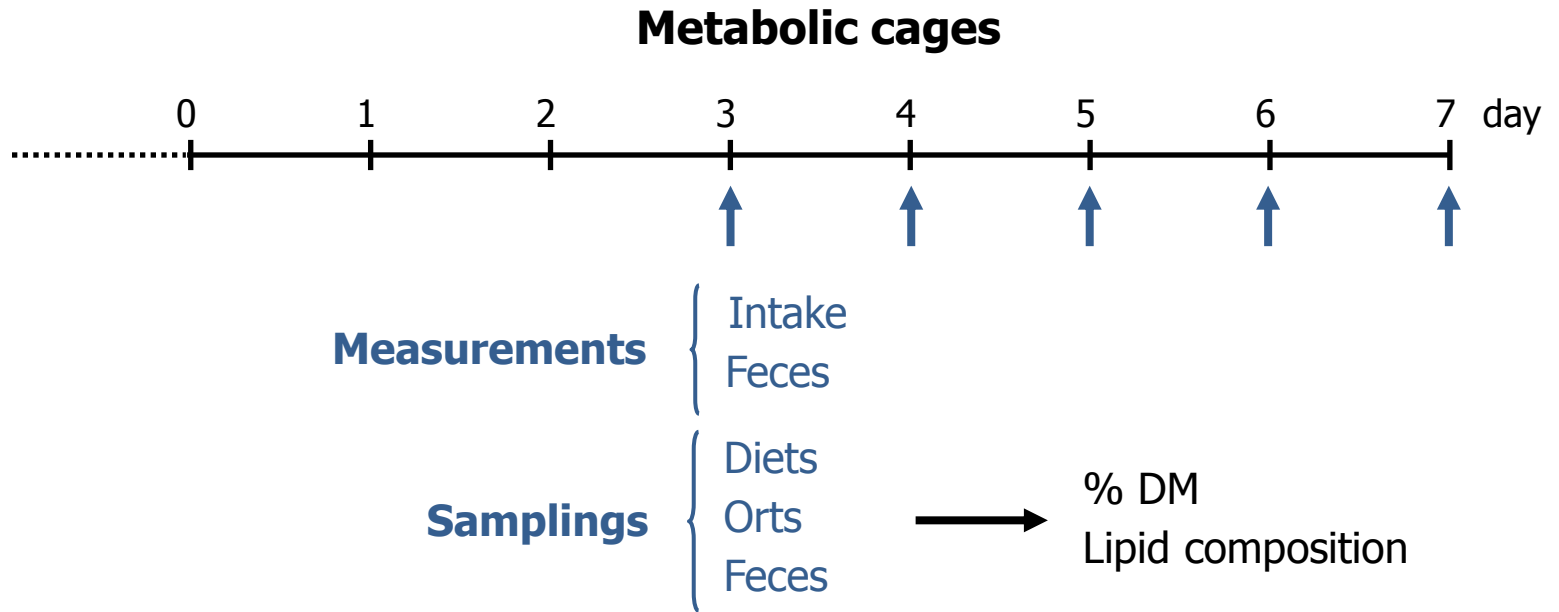 Metabolic cages
0 1 2 3 4 5 6 7 day
Measurements
Intake
Feces
Samplings
Diets
Orts
Feces
% DM
Lipid composition